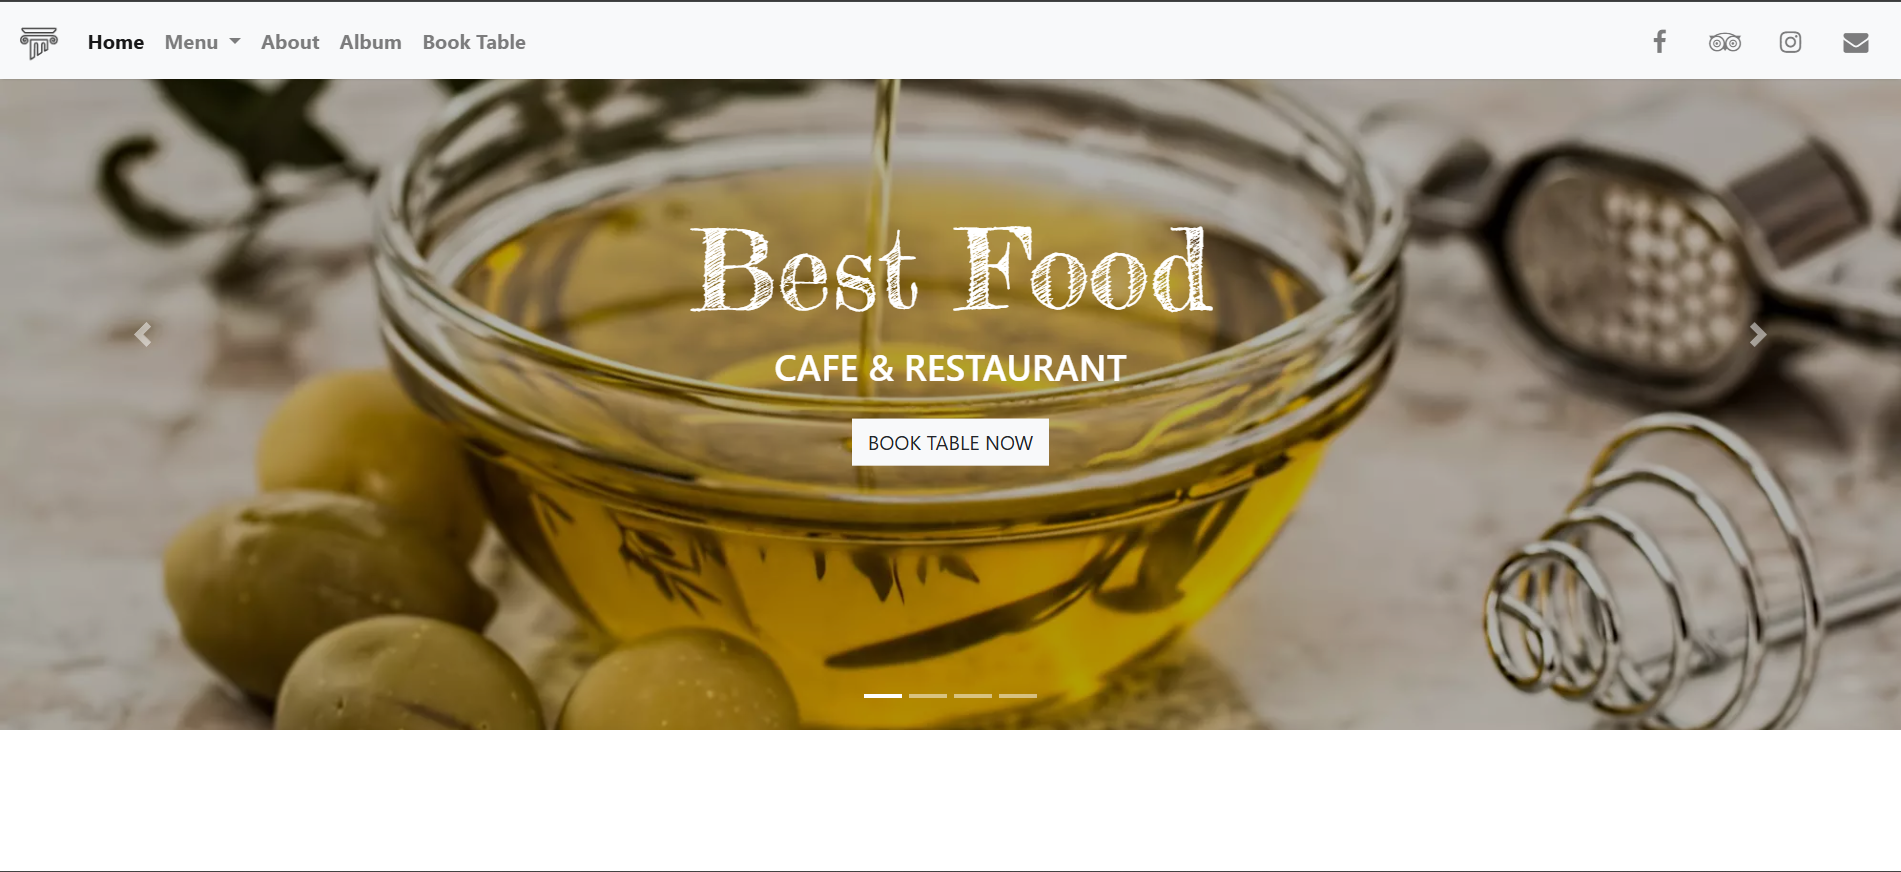 Home Menu About Album Book Table
Best Food
CAFE & RESTAURANT
BOOK TABLE NOW